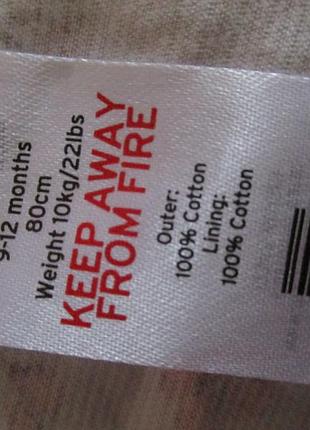 9-12 months
80cm
Weight 10kg/22lbs
KEEP AWAY
FROM FIRE
Outer:
100% Cotton
Lining:
100% Cotton